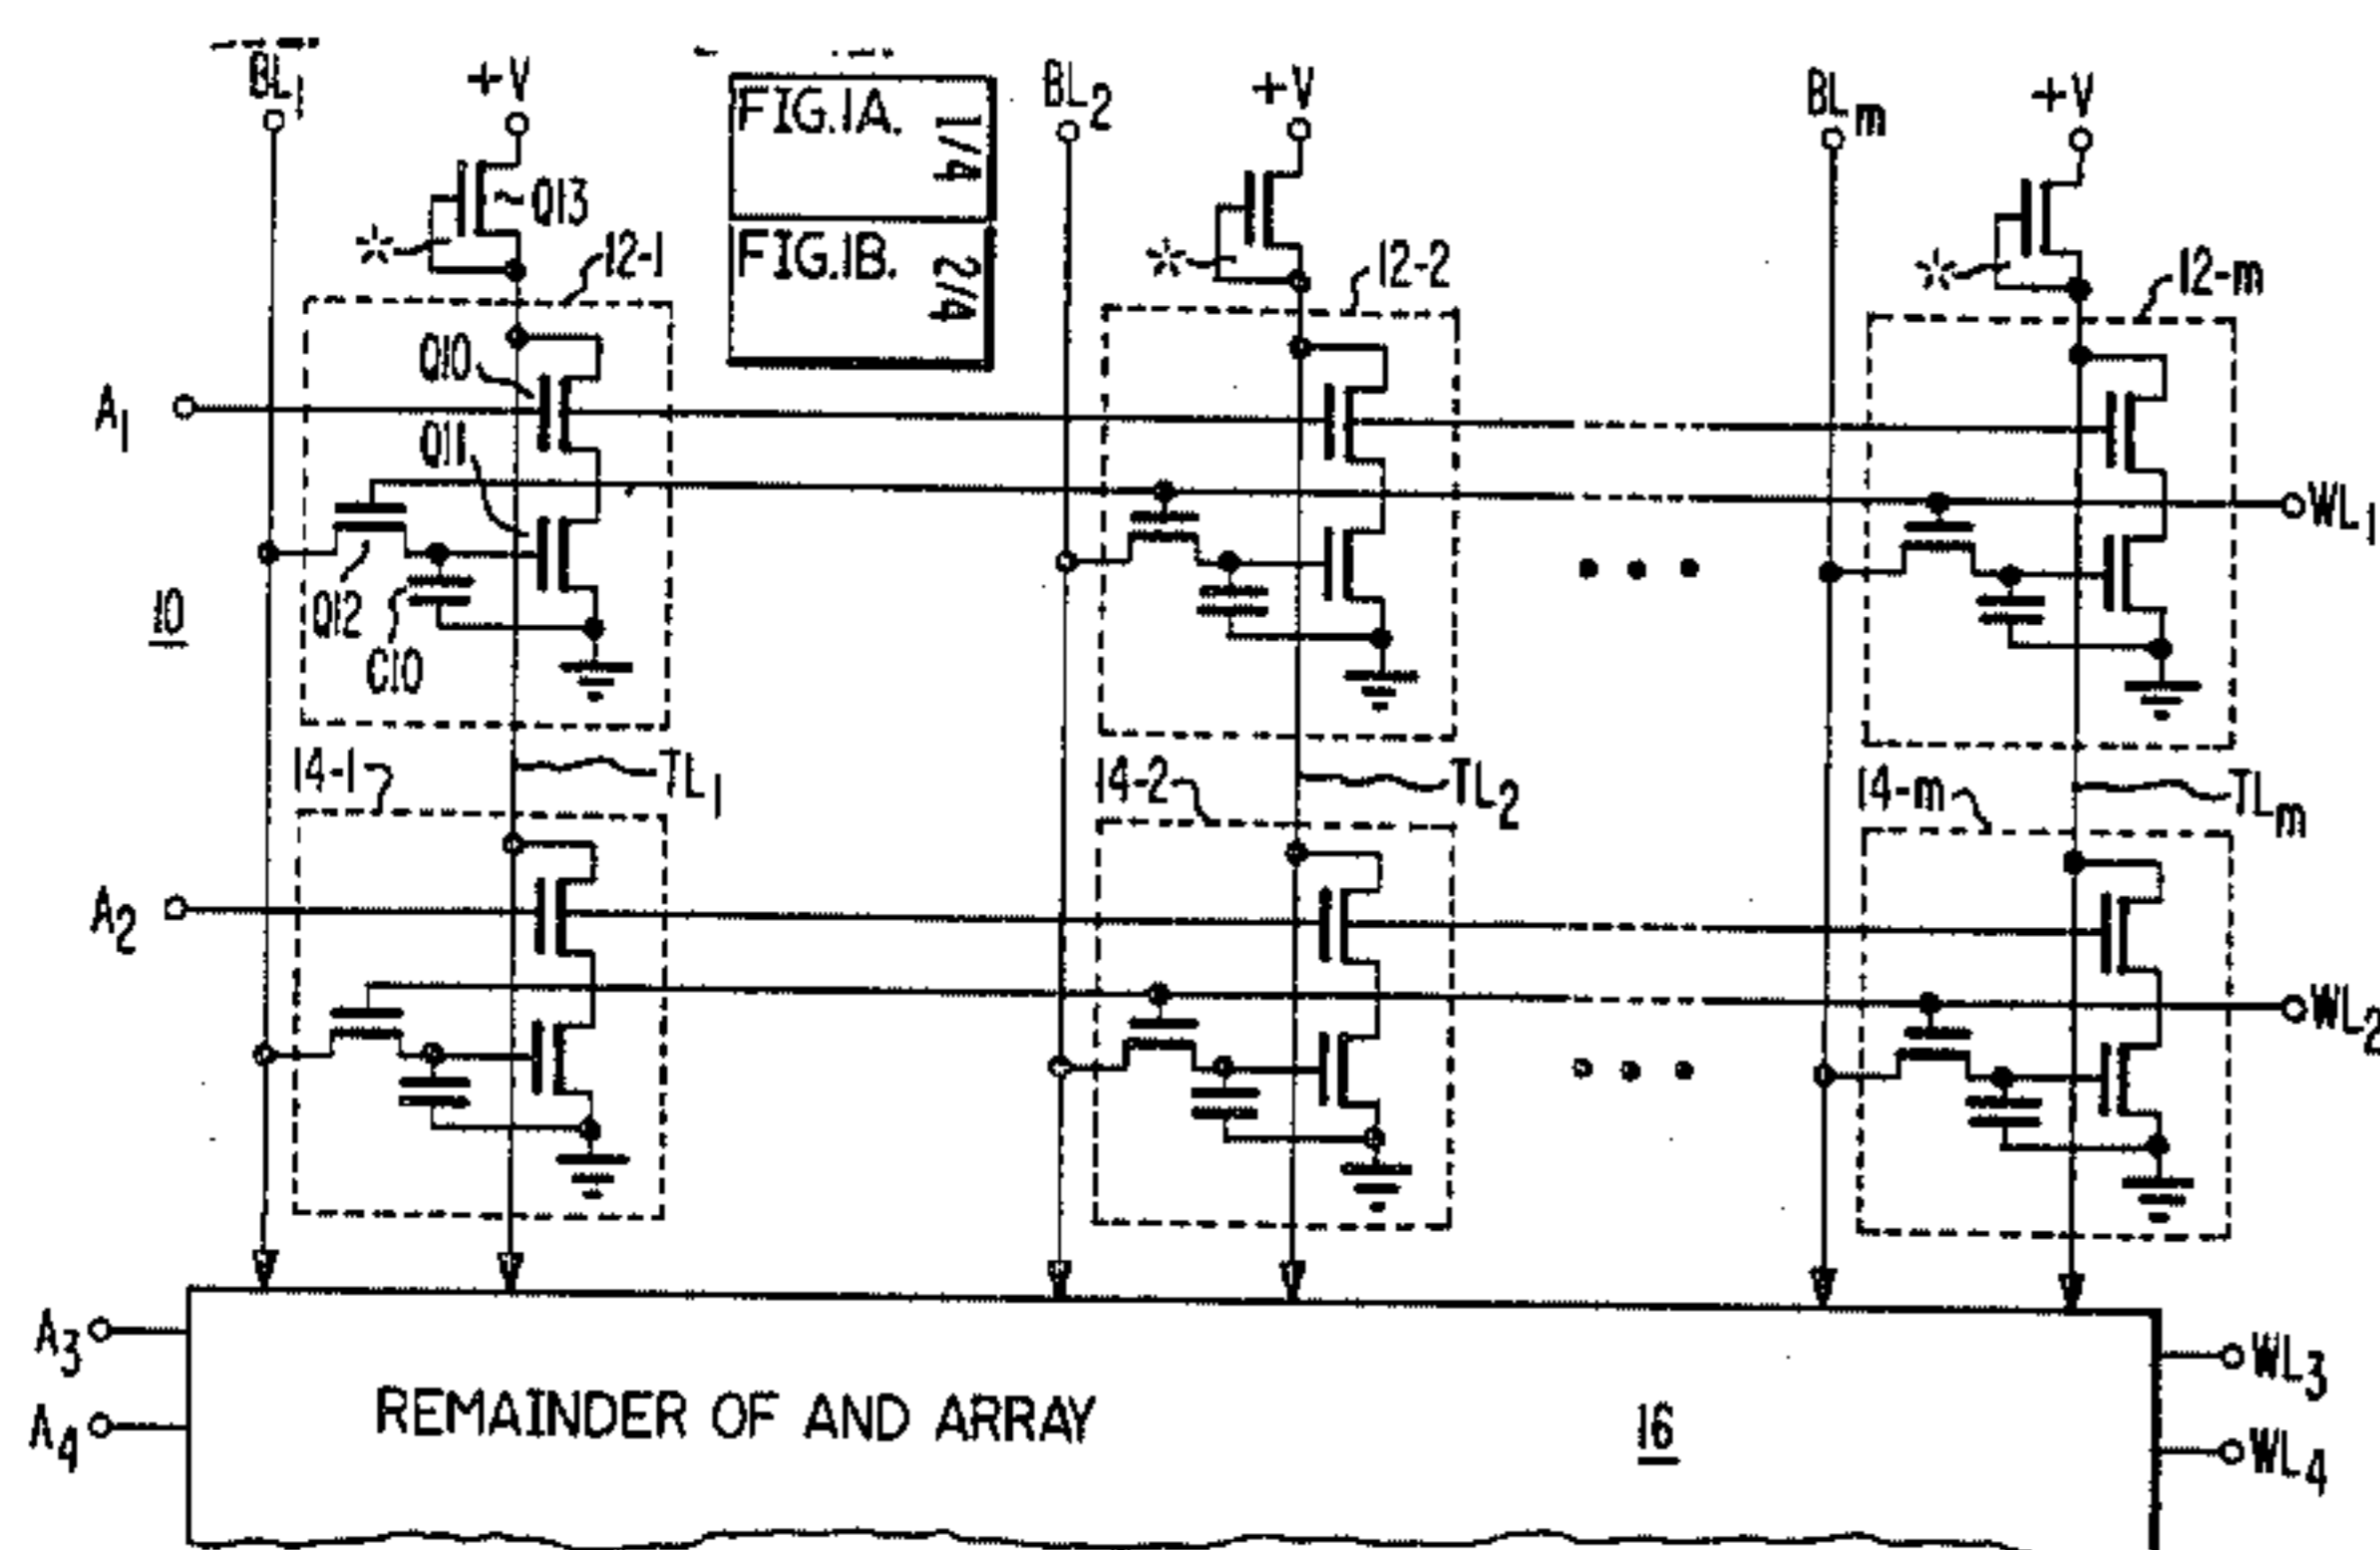 BL1 +V FIG.1A. 1/4 BL2 +V BLm +V
Q13
* 12-1 FIG.1B. 2/4 * 12-2 * 12-m
Q10
A1
Q11
WL1
10 Q12
C10
14-1 TL1 14-2 TL2 14-m TLm
A2
WL2
A3 WL3
REMAINDER OF AND ARRAY 16
A4 WL4